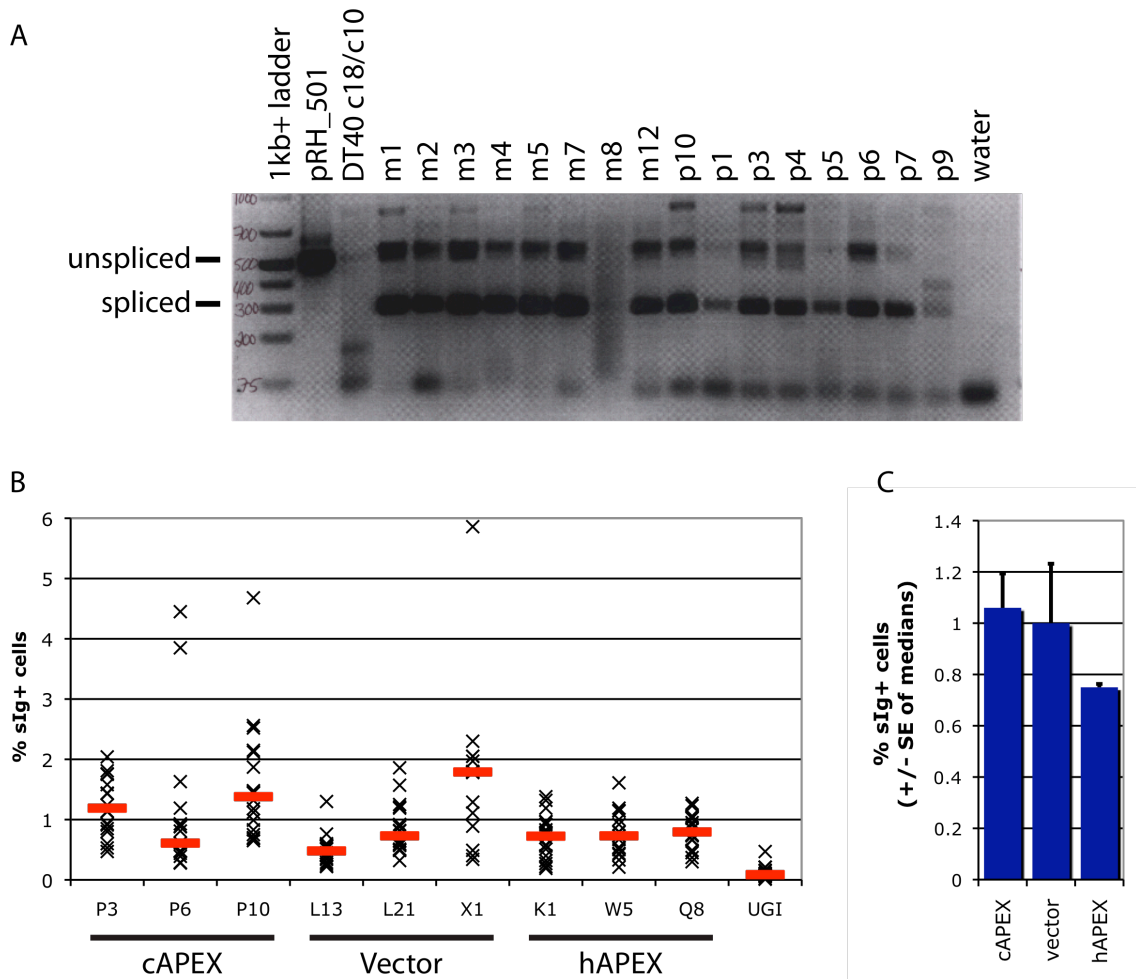 A
1kb+ ladder
pRH_501
DT40 c18/c10
m1
m2
m3
m4
m5
m7
m8
m12
p10
p1
p3
p4
p5
p6
p7
p9
water
1000
700
500
400
300
200
75
unspliced
spliced
B
6
5
4
3
2
1
0
% sIg+ cells
P3
P6
P10
L13
L21
X1
K1
W5
Q8
UGI
cAPEX
Vector
hAPEX
C
1.4
1.2
1
0.8
0.6
0.4
0.2
0
% sIg+ cells
(+/- SE of medians)
cAPEX
vector
hAPEX